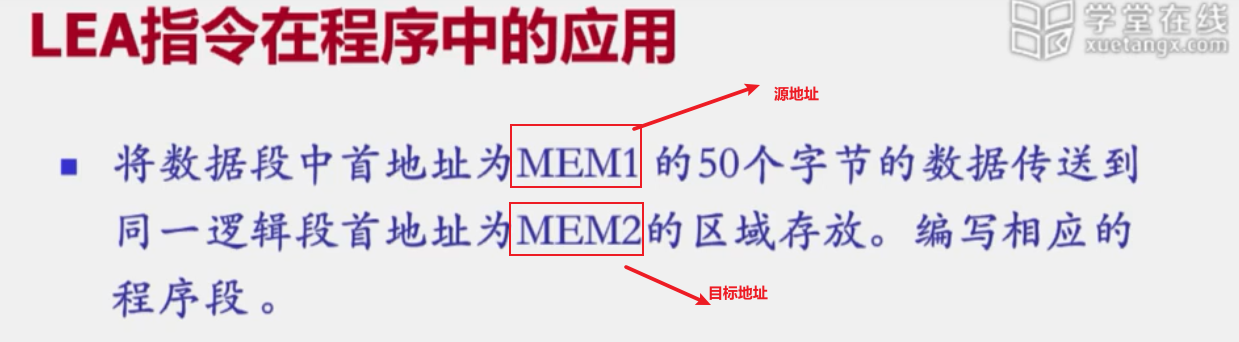 LEA指令在程序中的应用
学堂在线
xuetangx.com
源地址
将数据段中首地址为MEM1 的50个字节的数据传送到
同一逻辑段首地址为MEM2的区域存放。编写相应的
程序段。
目标地址